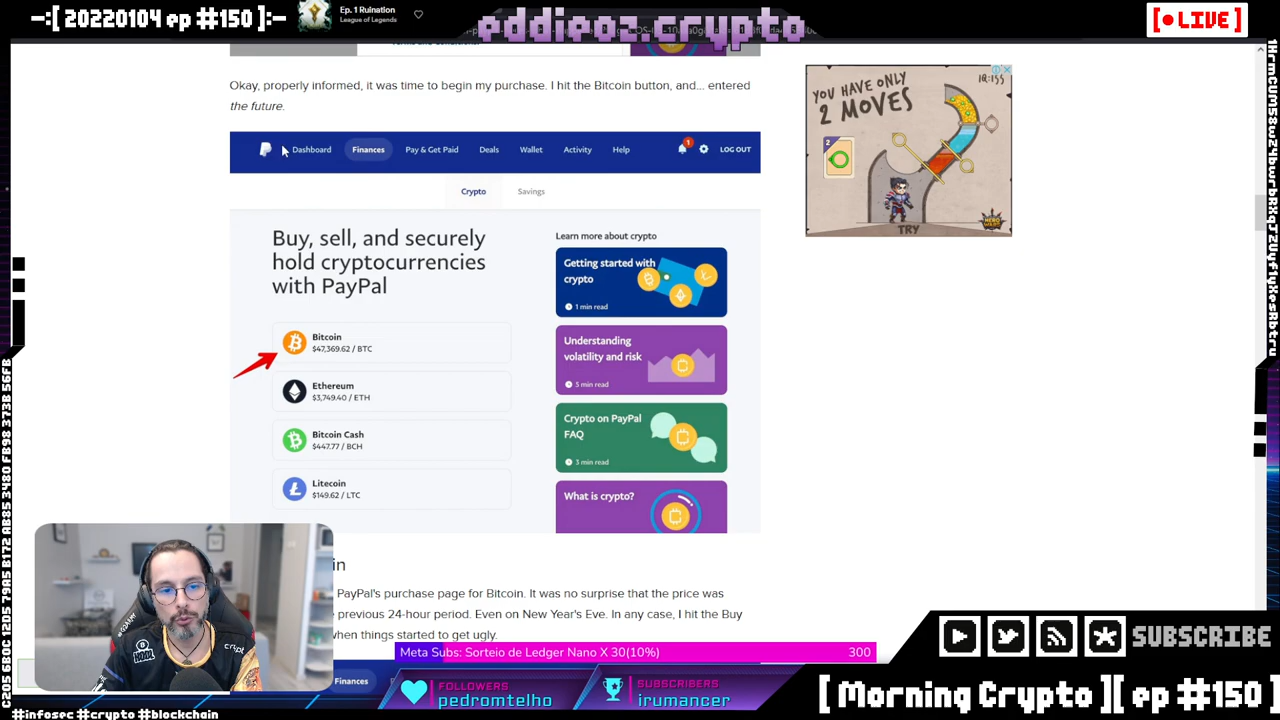 -:[ 20220104 ep #150 ]:-
Ep. 1 Ruination
League of Legends
eddieoz.crypto
[ • LIVE ]
Okay, properly informed, it was time to begin my purchase. I hit the Bitcoin button, and... entered
the future.
YOU HAVE ONLY
2 MOVES
IQ:155
2
TRY
HERO
WARS
Dashboard
Finances
Pay & Get Paid
Deals
Wallet
Activity
Help
1
LOG OUT
Crypto
Savings
Buy, sell, and securely
hold cryptocurrencies
with PayPal
Bitcoin
$47,369.62 / BTC
Ethereum
$3,749.40 / ETH
Bitcoin Cash
$447.77 / BCH
Litecoin
$149.62 / LTC
Learn more about crypto
Getting started with
crypto
1 min read
Understanding
volatility and risk
5 min read
Crypto on PayPal
FAQ
3 min read
What is crypto?
in
PayPal's purchase page for Bitcoin. It was no surprise that the price was
previous 24-hour period. Even on New Year's Eve. In any case, I hit the Buy
when things started to get ugly.
Finances
Meta Subs: Sorteio de Ledger Nano X 30(10%)
300
FOLLOWERS
pedromtelho
SUBSCRIBERS
irumancer
SUBSCRIBE
[ Morning Crypto ][ ep #150 ]
#infosec #crypto #blockchain